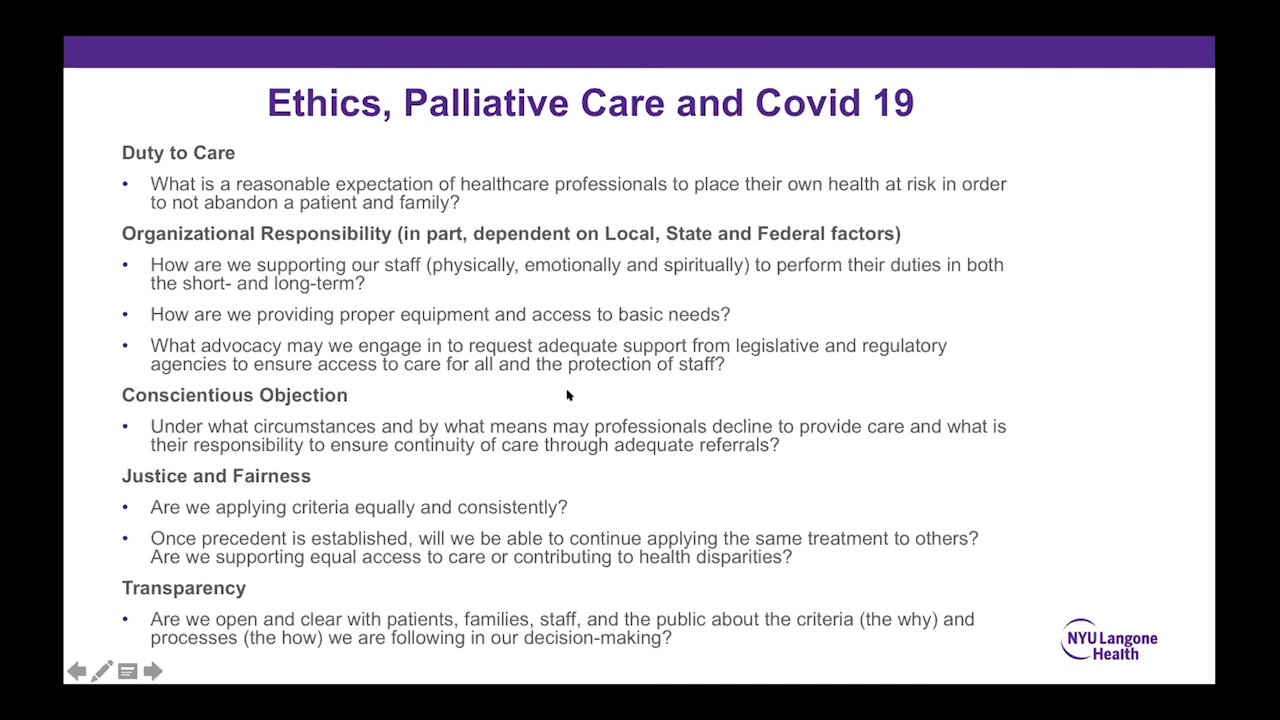 Ethics, Palliative Care and Covid 19
Duty to Care
• What is a reasonable expectation of healthcare professionals to place their own health at risk in order
to not abandon a patient and family?
Organizational Responsibility (in part, dependent on Local, State and Federal factors)
• How are we supporting our staff (physically, emotionally and spiritually) to perform their duties in both
the short- and long-term?
• How are we providing proper equipment and access to basic needs?
• What advocacy may we engage in to request adequate support from legislative and regulatory
agencies to ensure access to care for all and the protection of staff?
Conscientious Objection
• Under what circumstances and by what means may professionals decline to provide care and what is
their responsibility to ensure continuity of care through adequate referrals?
Justice and Fairness
• Are we applying criteria equally and consistently?
• Once precedent is established, will we be able to continue applying the same treatment to others?
Are we supporting equal access to care or contributing to health disparities?
Transparency
• Are we open and clear with patients, families, staff, and the public about the criteria (the why) and
processes (the how) we are following in our decision-making?
NYU Langone
Health